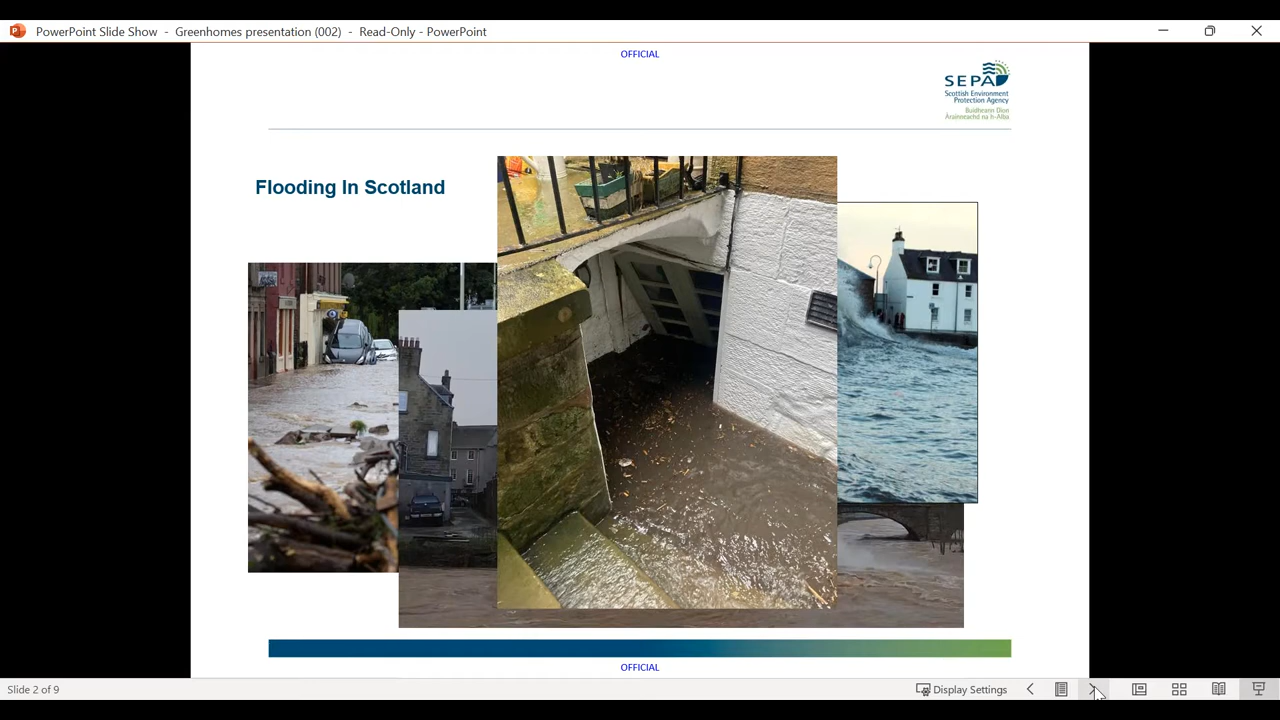 PowerPoint Slide Show - Greenhomes presentation (002) - Read-Only - PowerPoint
OFFICIAL
SEPA
Scottish Environment
Protection Agency
Buidheann Dìon
Àrainneachd na h-Alba
Flooding In Scotland
OFFICIAL
Slide 2 of 9
Display Settings